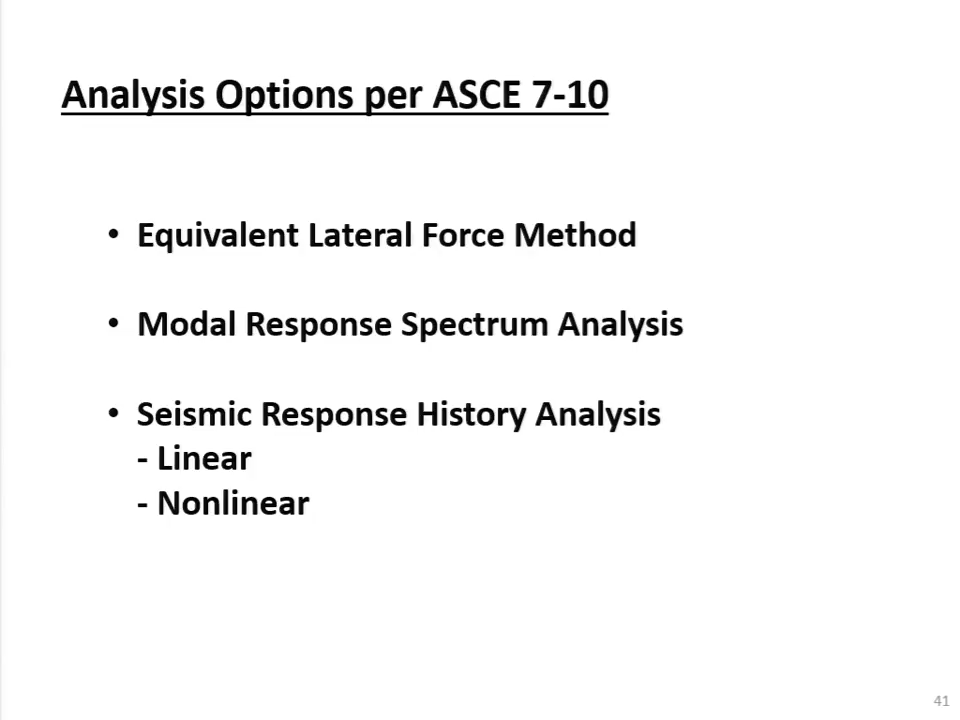 Analysis Options per ASCE 7-10
• Equivalent Lateral Force Method
• Modal Response Spectrum Analysis
• Seismic Response History Analysis
- Linear
- Nonlinear
41